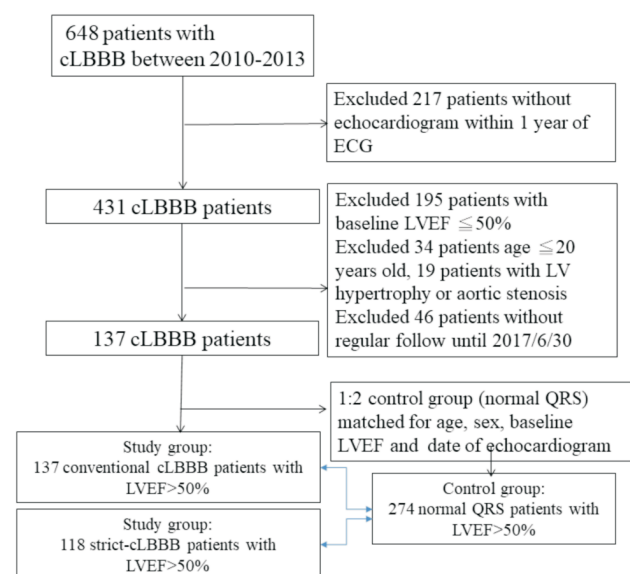 648 patients with
cLBBB between 2010-2013
Excluded 217 patients without
echocardiogram within 1 year of
ECG
431 cLBBB patients
Excluded 195 patients with
baseline LVEF ≦50%
Excluded 34 patients age ≦20
years old, 19 patients with LV
hypertrophy or aortic stenosis
Excluded 46 patients without
regular follow until 2017/6/30
137 cLBBB patients
1:2 control group (normal QRS)
matched for age, sex, baseline
LVEF and date of echocardiogram
Study group:
137 conventional cLBBB patients with
LVEF>50%
Control group:
274 normal QRS patients with
LVEF>50%
Study group:
118 strict-cLBBB patients with
LVEF>50%